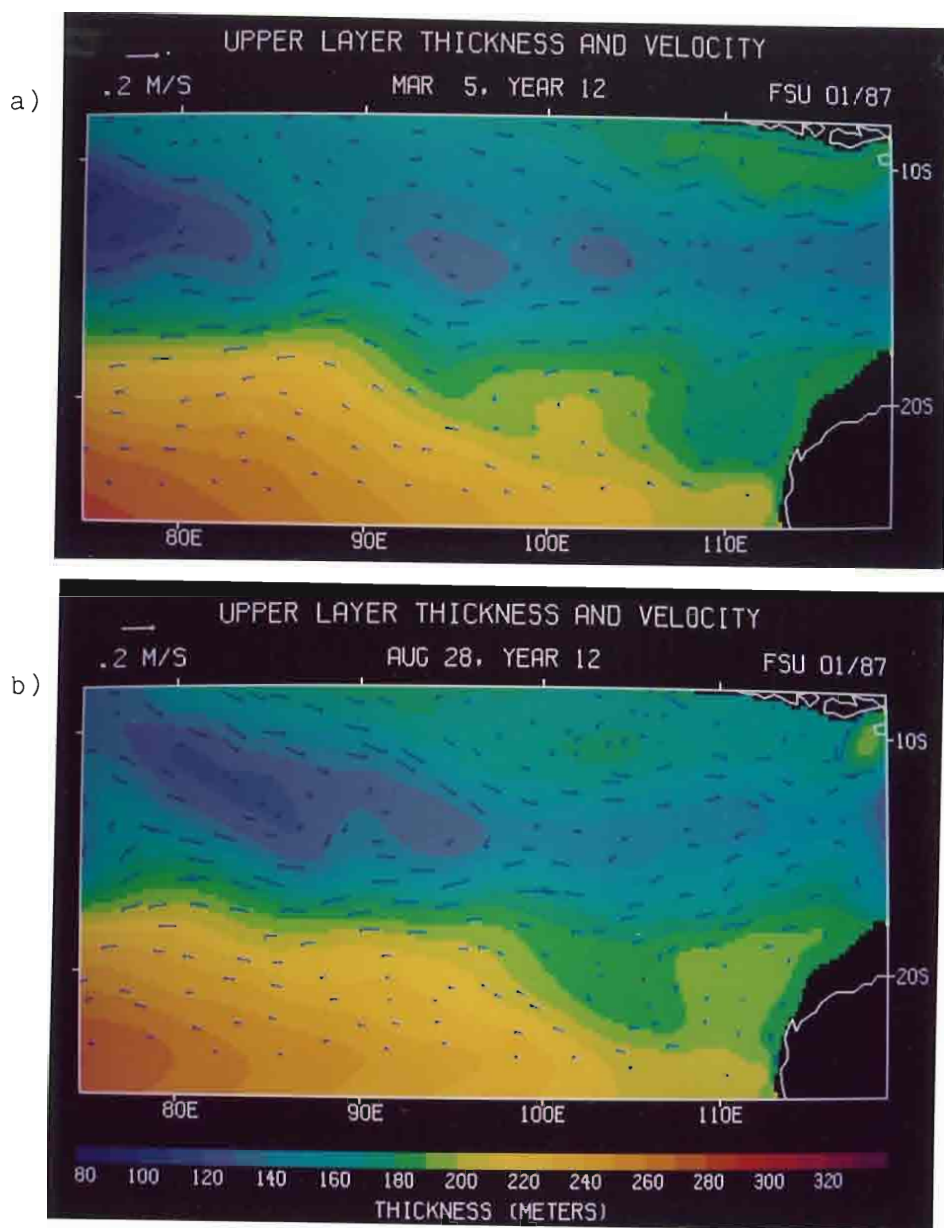 a)
UPPER LAYER THICKNESS AND VELOCITY
.2 M/S MAR 5, YEAR 12 FSU 01/87
10S
20S
80E 90E 100E 110E
b)
UPPER LAYER THICKNESS AND VELOCITY
.2 M/S AUG 28, YEAR 12 FSU 01/87
10S
20S
80E 90E 100E 110E
80 100 120 140 160 180 200 220 240 260 280 300 320
THICKNESS (METERS)